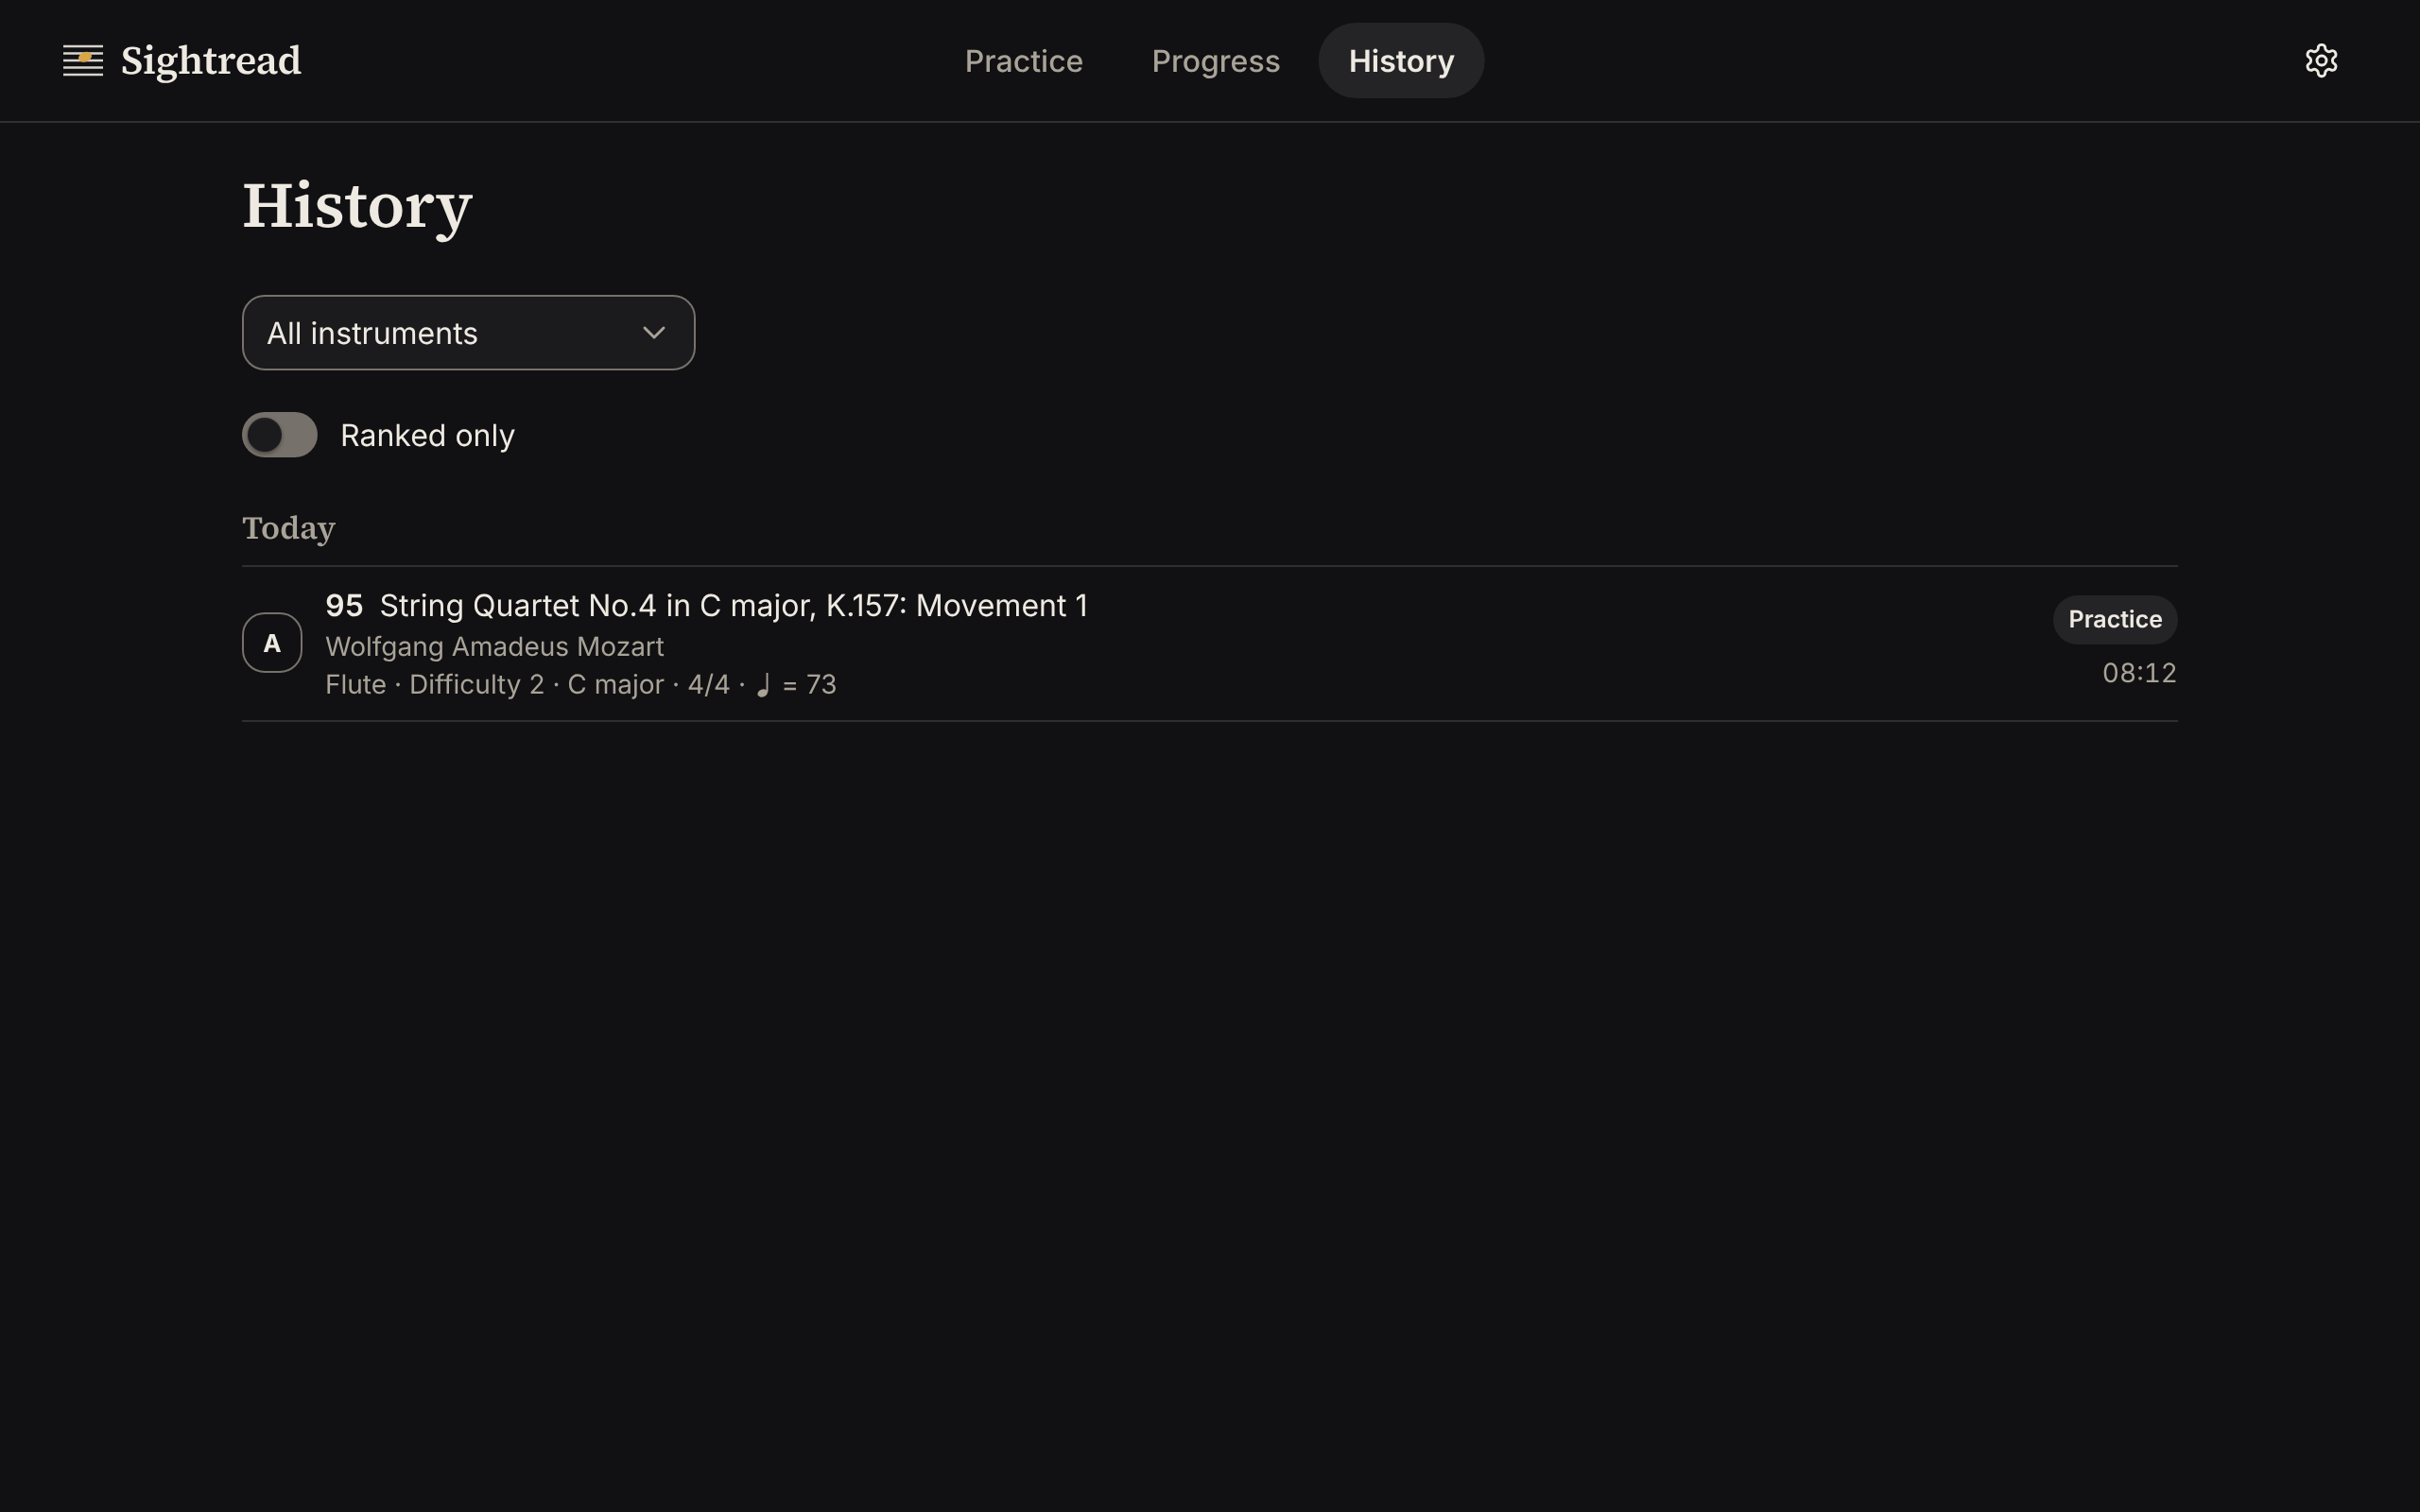 Sightread
Practice
Progress
History
History
All instruments
Ranked only
Today
A
95 String Quartet No.4 in C major, K.157: Movement 1
Wolfgang Amadeus Mozart
Flute · Difficulty 2 · C major · 4/4 · ♩ = 73
Practice
08:12